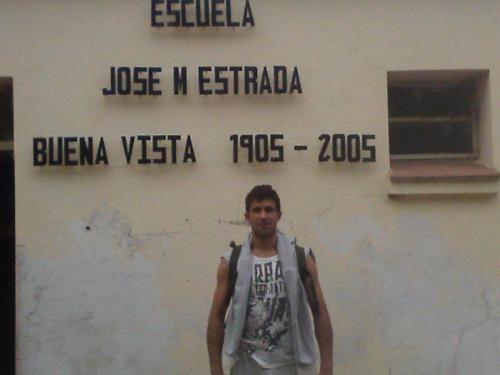 ESCUELA
JOSE M ESTRADA
BUENA VISTA 1905 - 2005